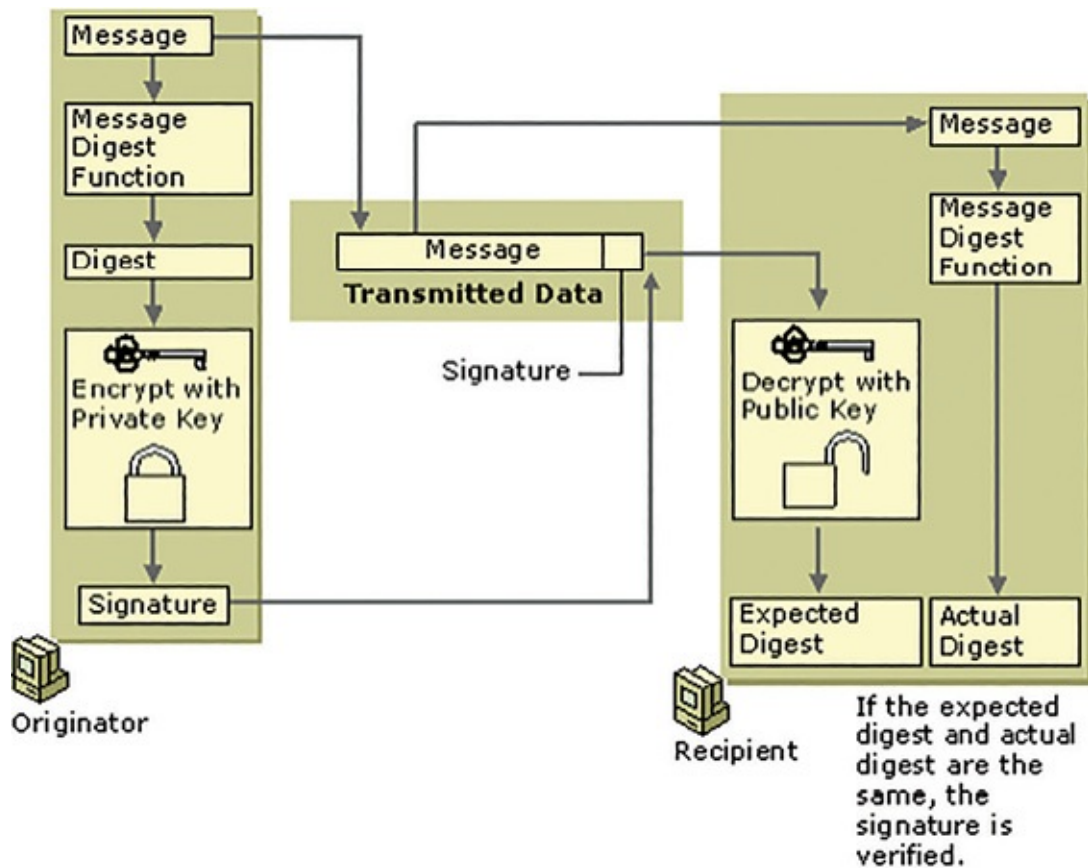 Message
Message
Digest
Function
Digest
Encrypt with
Private Key
Signature
Originator
Message
Transmitted Data
Signature
Message
Message
Digest
Function
Decrypt with
Public Key
Expected
Digest
Actual
Digest
Recipient
If the expected
digest and actual
digest are the
same, the
signature is
verified.